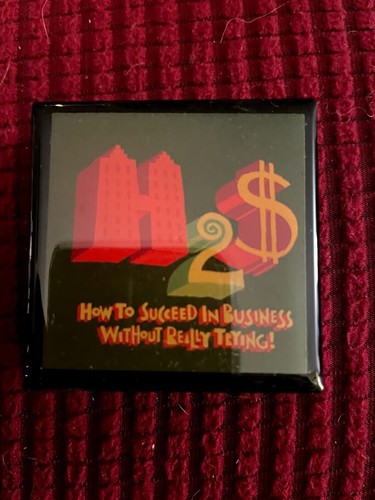 H2$
How To Succeed In Business
Without Really Trying!